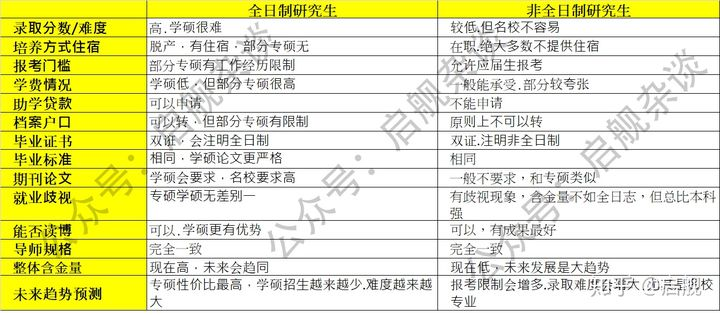 全日制研究生 非全日制研究生
录取分数/难度 高,学硕很难 较低,但名校不容易
培养方式住宿 脱产,有住宿,部分专硕无 在职,绝大多数不提供住宿
报考门槛 部分专硕有工作经历限制 允许应届生报考
学费情况 学硕低,但部分专硕很高 一般能承受,部分较夸张
助学贷款 可以申请 不能申请
档案户口 可以转,但部分专硕有限制 原则上不可以转
毕业证书 双证,会注明全日制 双证.注明非全日制
毕业标准 相同,学硕论文更严格 相同
期刊论文 学硕会要求,名校要求高 一般不要求,和专硕类似
就业歧视 专硕学硕无差别一 有歧视现象,含金量不如全日志,但总比本科
强
能否读博 可以,学硕更有优势 可以,有成果最好
导师规格 完全一致 完全一致
整体含金量 现在高,未来会趋同 现在低,未来发展是大趋势
未来趋势预测 专硕性价比最高,学硕招生越来越少,难度越来越
大 报考限制会增多,录取难度会增大,尤其是名校
专业
公众号:启舰杂谈
公众号:启舰杂谈
知乎 @启舰